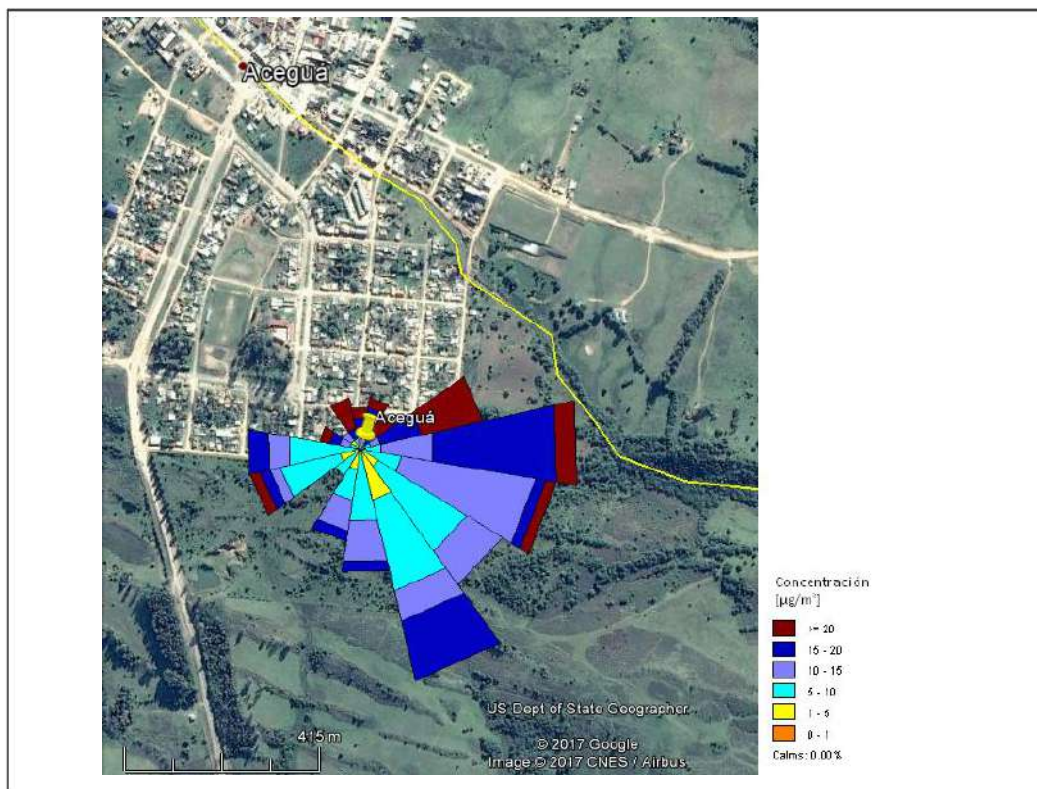 Aceguá
Aceguá
Concentración
[µg/m³]
>= 20
15 - 20
10 - 15
5 - 10
1 - 5
0 - 1
Calms: 0.00%
US Dept of State Geographer
415 m
© 2017 Google
Image © 2017 CNES / Airbus